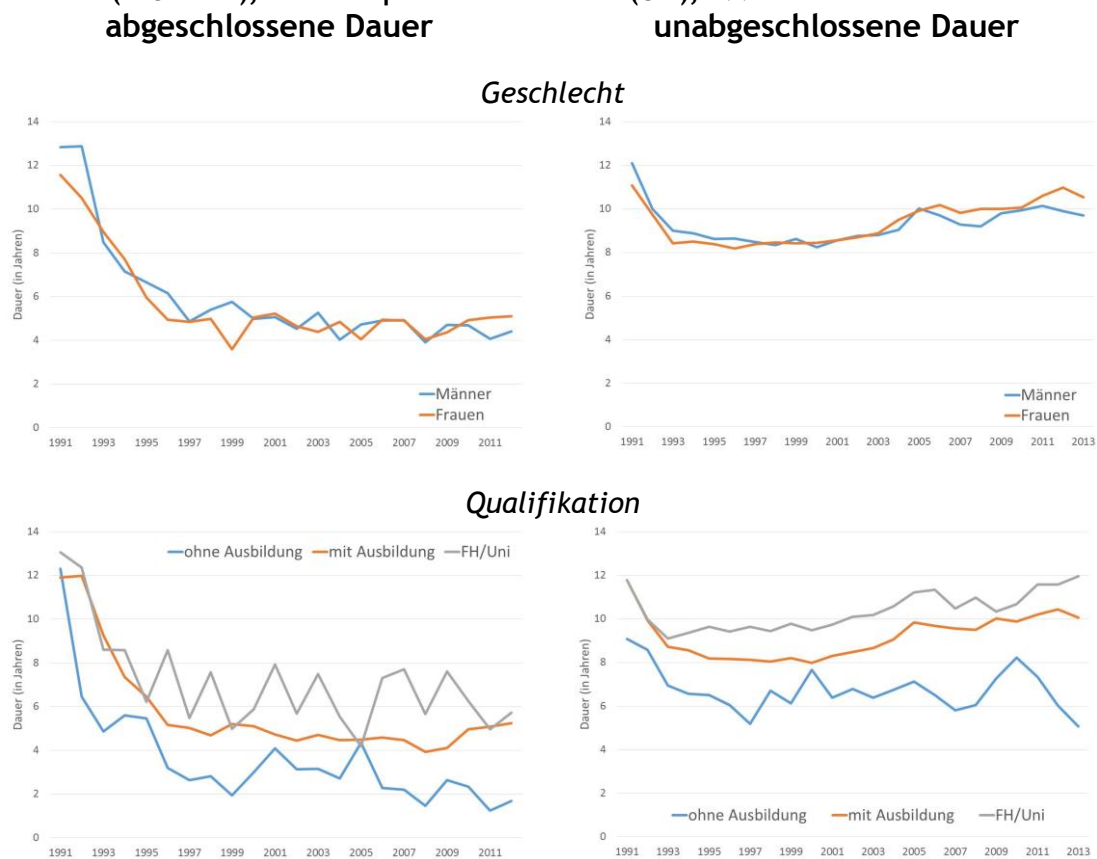 abgeschlossene Dauer
unabgeschlossene Dauer
Geschlecht
14
12
10
8
6
4
2
0
Dauer (in Jahren)
Männer
Frauen
1991 1993 1995 1997 1999 2001 2003 2005 2007 2009 2011
14
12
10
8
6
4
2
0
Dauer (in Jahren)
Männer
Frauen
1991 1993 1995 1997 1999 2001 2003 2005 2007 2009 2011 2013
Qualifikation
14
12
10
8
6
4
2
0
Dauer (in Jahren)
ohne Ausbildung mit Ausbildung FH/Uni
1991 1993 1995 1997 1999 2001 2003 2005 2007 2009 2011
14
12
10
8
6
4
2
0
Dauer (in Jahren)
ohne Ausbildung mit Ausbildung FH/Uni
1991 1993 1995 1997 1999 2001 2003 2005 2007 2009 2011 2013